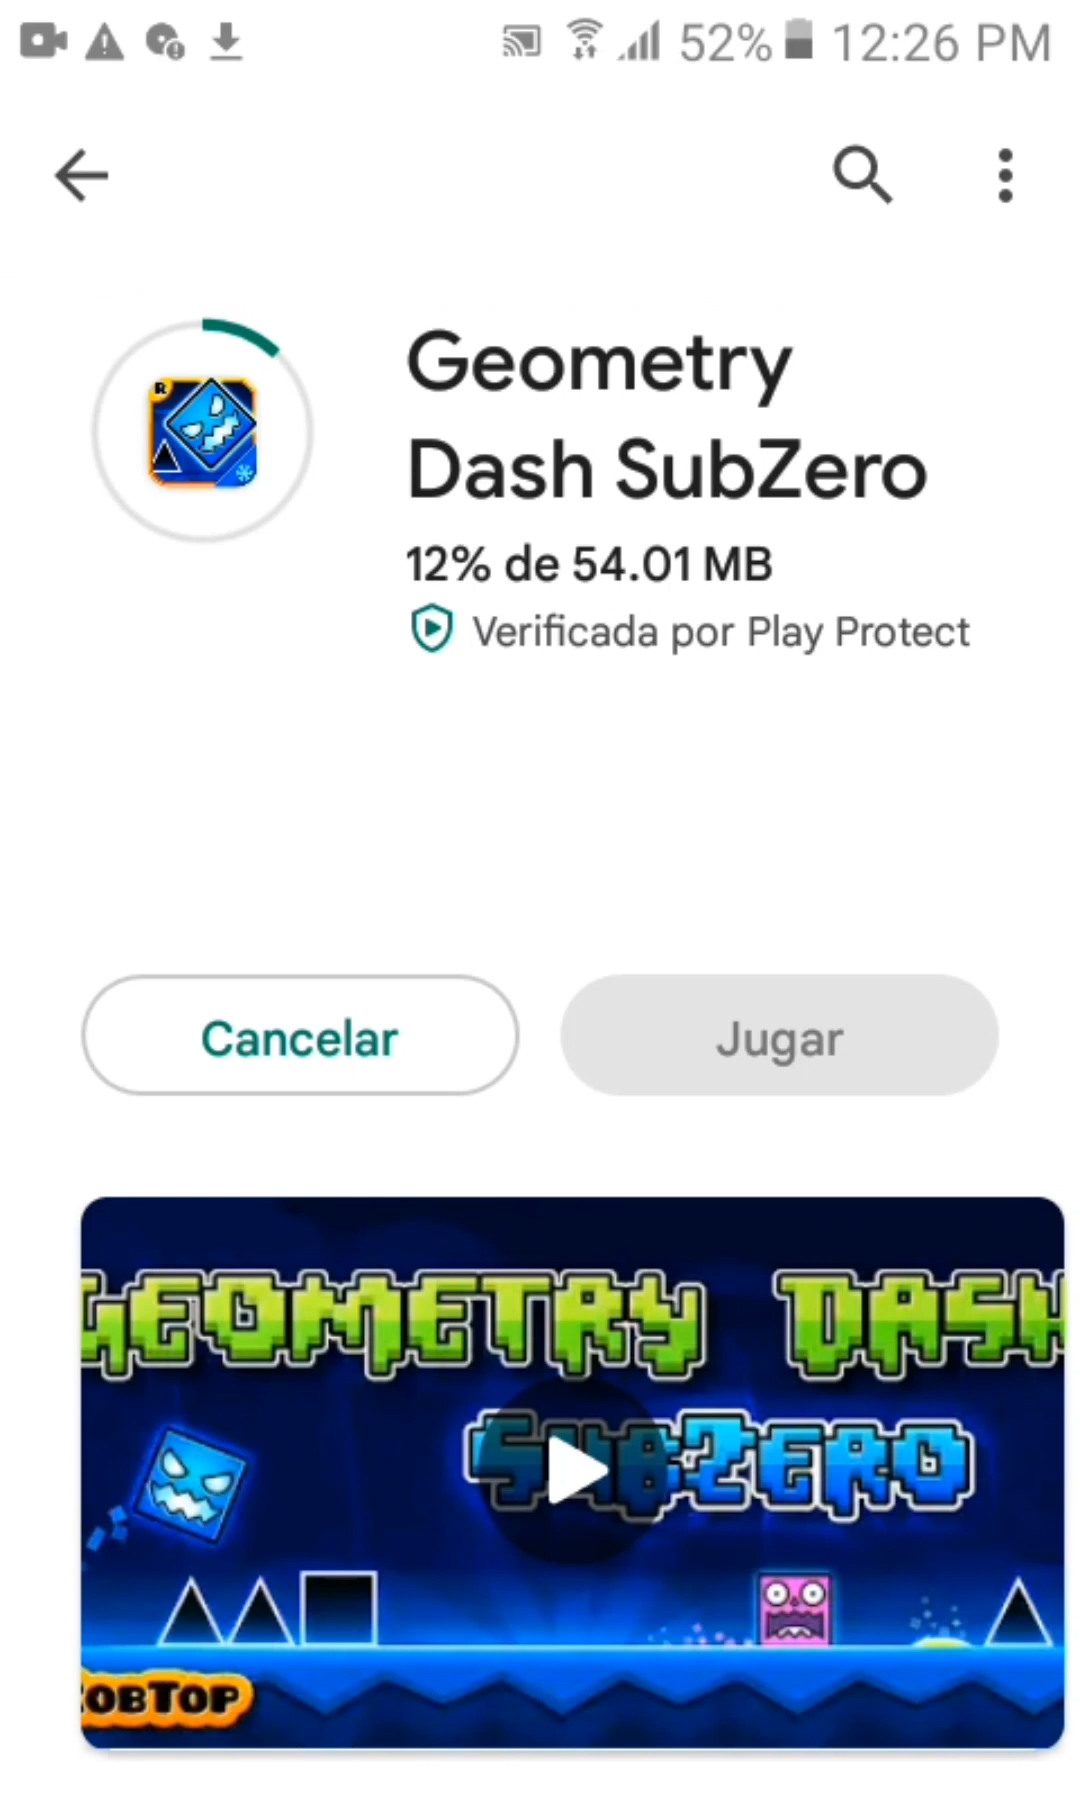 52% 12:26 PM
R
Geometry
Dash SubZero
12% de 54.01 MB
Verificada por Play Protect
Cancelar
Jugar
GEOMETRY DASH
SUBZERO
OBTOP